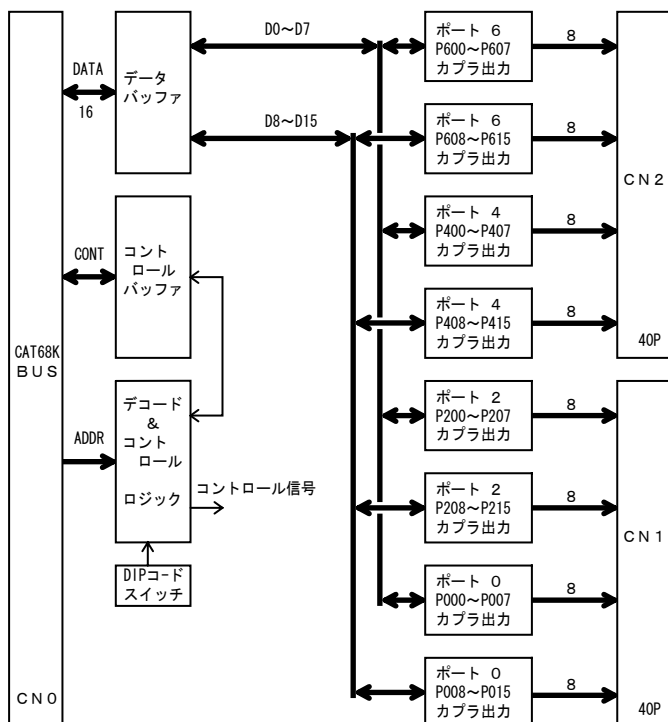 CAT68K
BUS
CN0
DATA
16
CONT
ADDR
データ
バッファ
コント
ロール
バッファ
デコード
&
コント
ロール
ロジック
コントロール信号
DIPコード
スイッチ
D0～D7
D8～D15
ポート 6
P600～P607
カプラ出力
8
ポート 6
P608～P615
カプラ出力
8
ポート 4
P400～P407
カプラ出力
8
ポート 4
P408～P415
カプラ出力
8
CN2
40P
ポート 2
P200～P207
カプラ出力
8
ポート 2
P208～P215
カプラ出力
8
ポート 0
P000～P007
カプラ出力
8
ポート 0
P008～P015
カプラ出力
8
CN1
40P